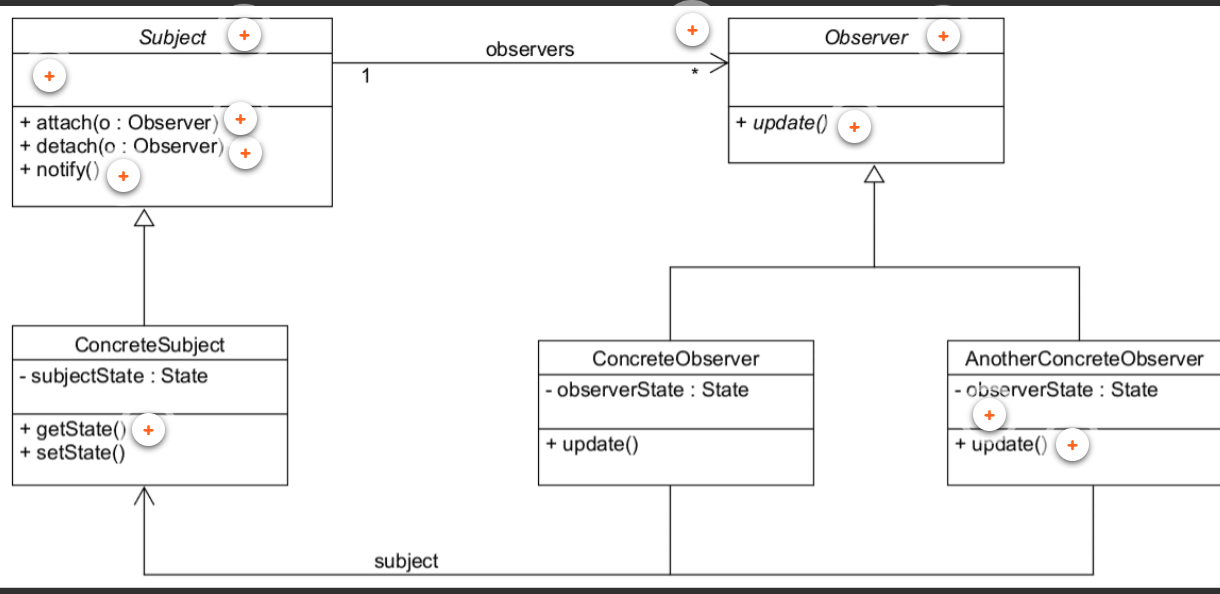 Subject
observers
1
*
Observer
+ attach(o : Observer)
+ detach(o : Observer)
+ notify()
+ update()
ConcreteSubject
- subjectState : State
+ getState()
+ setState()
ConcreteObserver
- observerState : State
+ update()
AnotherConcreteObserver
- observerState : State
+ update()
subject